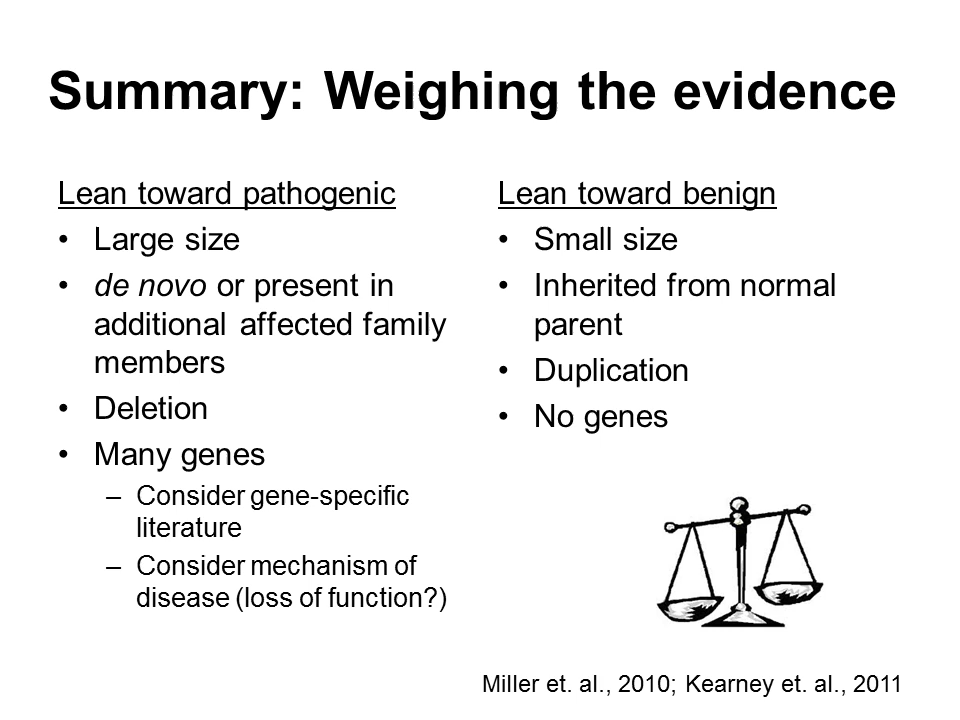 Summary: Weighing the evidence
Lean toward pathogenic
• Large size
• de novo or present in
additional affected family
members
• Deletion
• Many genes
– Consider gene-specific
literature
– Consider mechanism of
disease (loss of function?)
Lean toward benign
• Small size
• Inherited from normal
parent
• Duplication
• No genes
Miller et. al., 2010; Kearney et. al., 2011